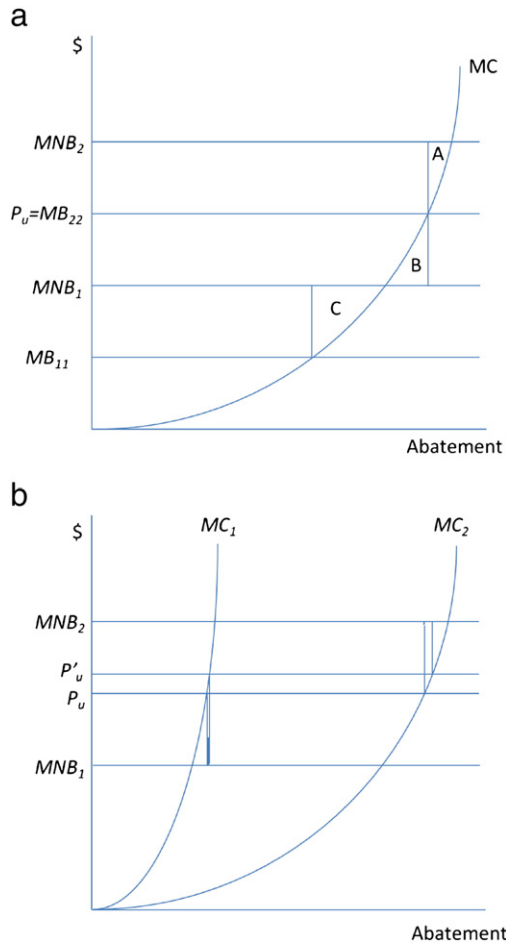 a
$
MC
MNB₂
A
Pᵤ=MB₂₂
B
MNB₁
C
MB₁₁
Abatement
b
$
MC₁
MC₂
MNB₂
P'ᵤ
Pᵤ
MNB₁
Abatement